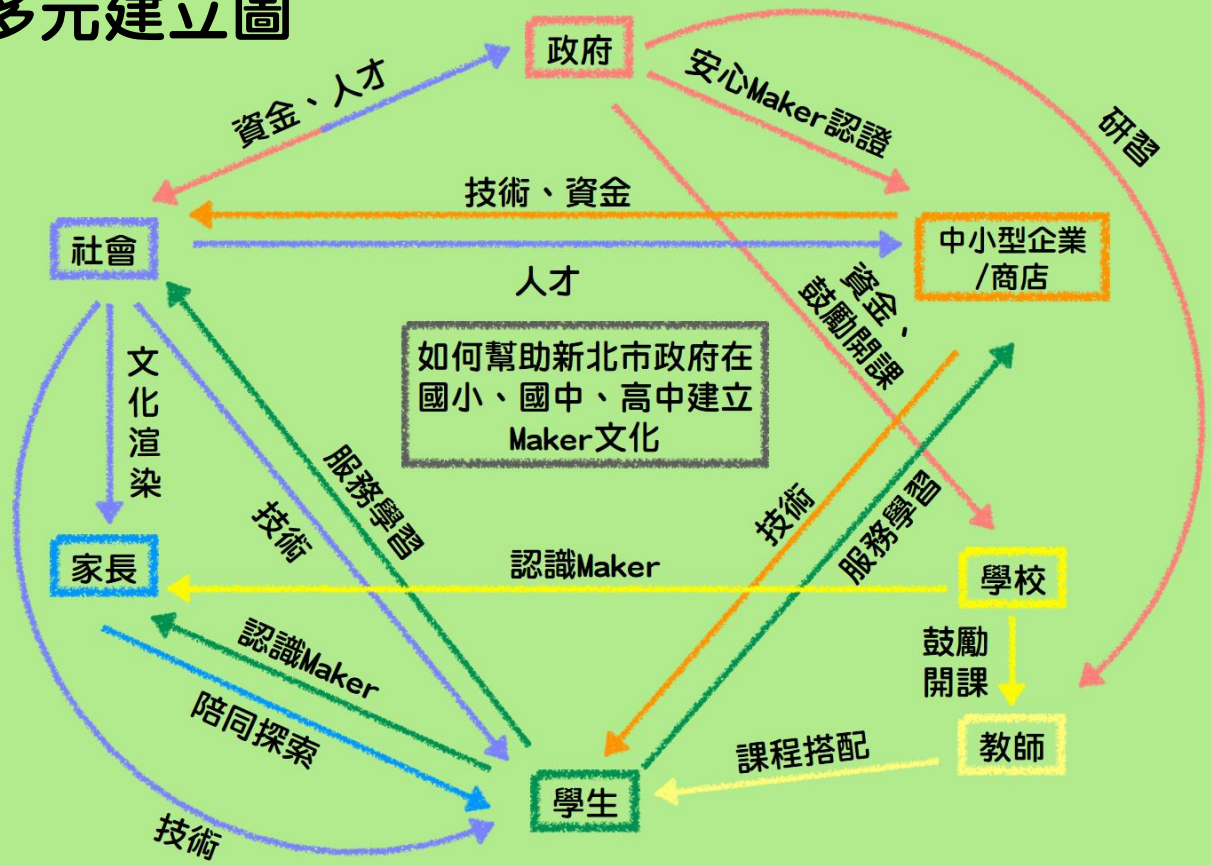 多元建立圖
政府
資金、人才
安心Maker認證
研習
技術、資金
社會
中小型企業
/商店
人才
資金、
鼓勵開課
文化渲染
如何幫助新北市政府在
國小、國中、高中建立
Maker文化
服務學習
技術
技術
服務學習
家長
認識Maker
學校
認識Maker
鼓勵
開課
陪同探索
課程搭配
教師
學生
技術